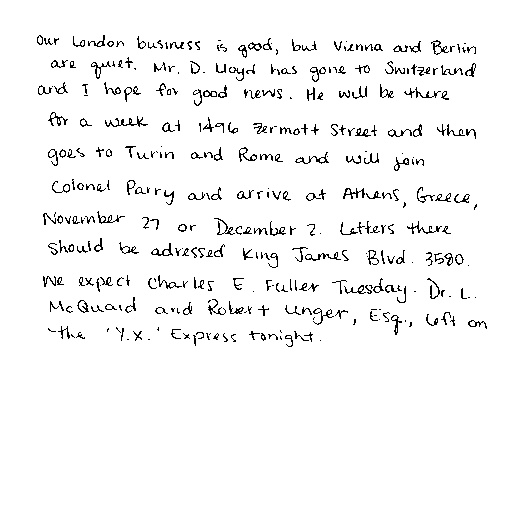 Our London business is good, but Vienna and Berlin
are quiet. Mr. D. Lloyd has gone to Switzerland
and I hope for good news. He will be there
for a week at 1496 Zermott Street and then
goes to Turin and Rome and will join
Colonel Parry and arrive at Athens, Greece,
November 27 or December 2. Letters there
should be adressed King James Blvd. 3580.
We expect Charles E. Fuller Tuesday. Dr. L.
McQuaid and Robert Unger, Esq., left on
the 'Y.X.' Express tonight.